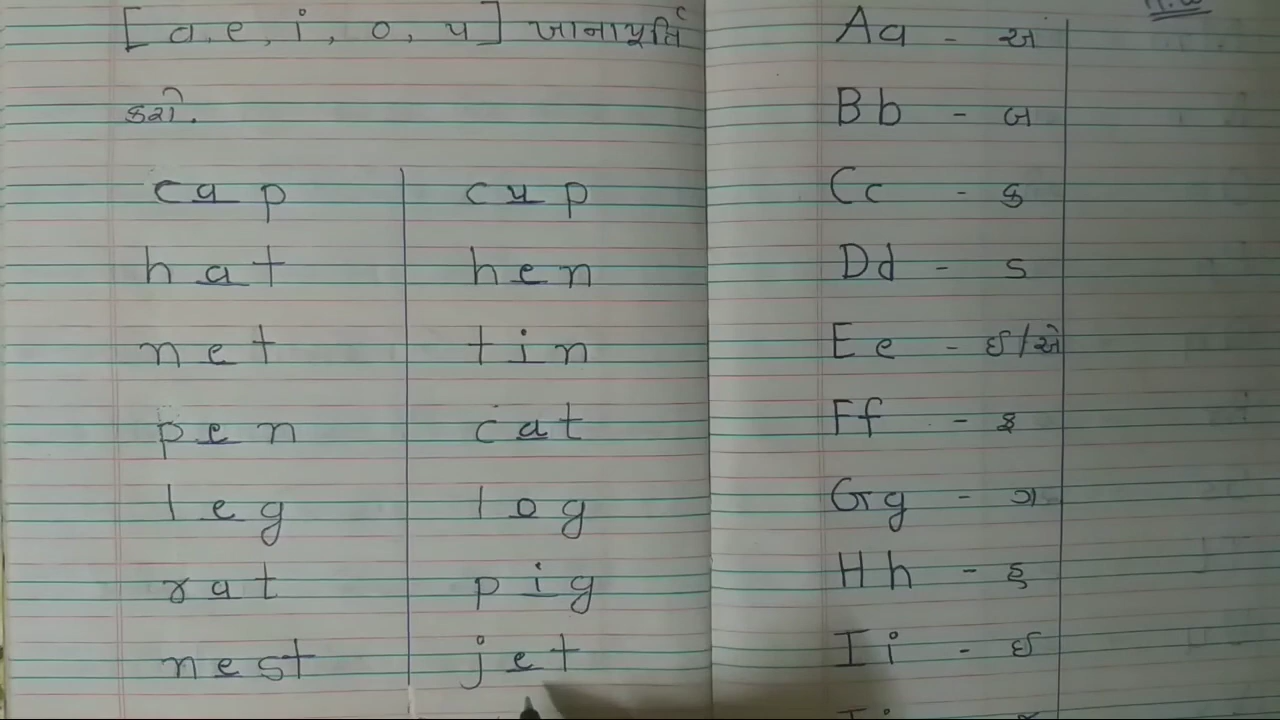 [a, e, i, o, u] ખાનાપૂર્તિ
કરો.
cap cup
hat hen
net tin
pen cat
leg log
rat pig
nest jet
Aa - અ
Bb - બ
Cc - ક
Dd - ડ
Ee - ઈ/એ
Ff - ફ
Gg - ગ
Hh - હ
Ii - ઈ